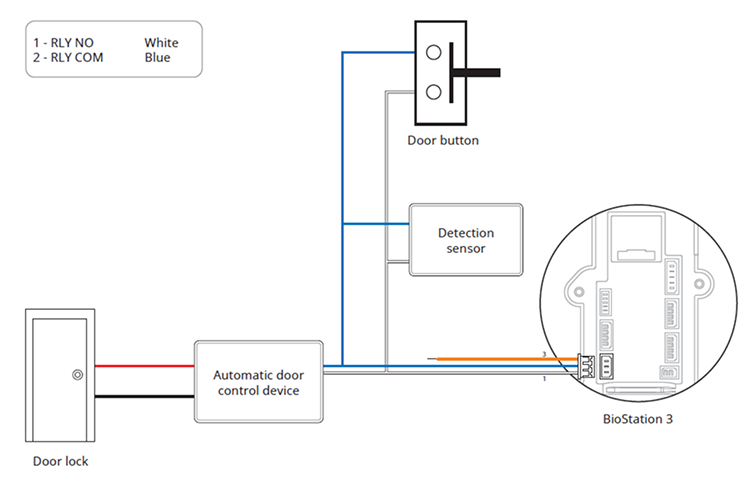 1 - RLY NO White
2 - RLY COM Blue
Door button
Detection
sensor
Automatic door
control device
3
1
BioStation 3
Door lock